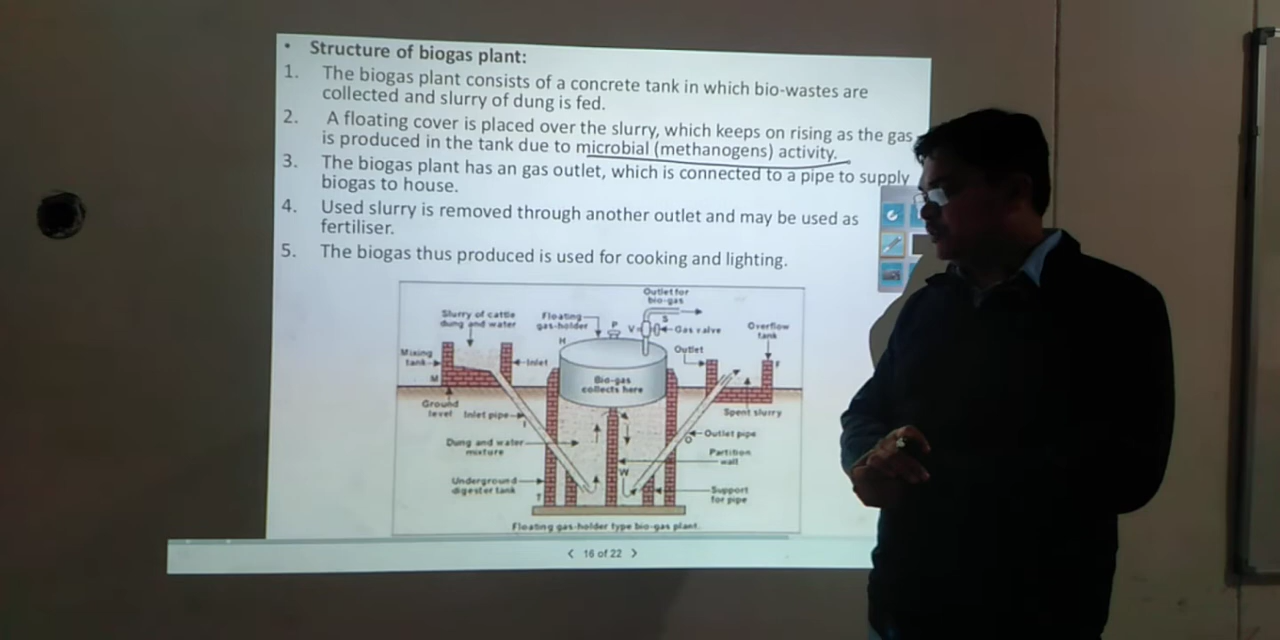 • Structure of biogas plant:
1. The biogas plant consists of a concrete tank in which bio-wastes are
collected and slurry of dung is fed.
2. A floating cover is placed over the slurry, which keeps on rising as the gas
is produced in the tank due to microbial (methanogens) activity.
3. The biogas plant has an gas outlet, which is connected to a pipe to supply
biogas to house.
4. Used slurry is removed through another outlet and may be used as
fertiliser.
5. The biogas thus produced is used for cooking and lighting.
Outlet for
bio-gas
Slurry of cattle
dung and water
Floating
gas-holder
H
P
V
S
Gas valve
Overflow
tank
Mixing
tank
M
Inlet
Outlet
F
Bio-gas
collects here
Ground
level
Inlet pipe
I
Spent slurry
Dung and water
mixture
O
Outlet pipe
Partition
wall
W
Underground
digester tank
T
Support
for pipe
Floating gas-holder type bio-gas plant.
< 16 of 22 >